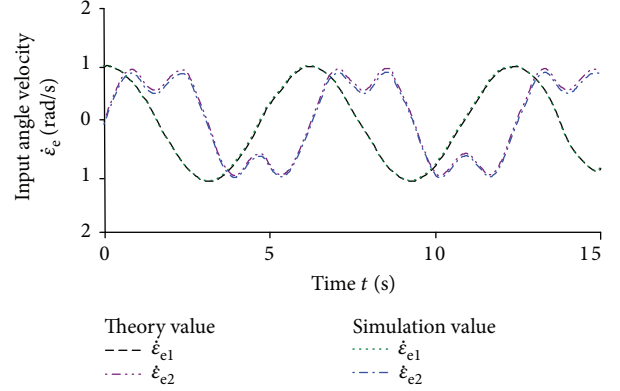 2
1
0
1
2
Input angle velocity
ε̇e (rad/s)
0
5
10
15
Time t (s)
Theory value
ε̇e1
ε̇e2
Simulation value
ε̇e1
ε̇e2